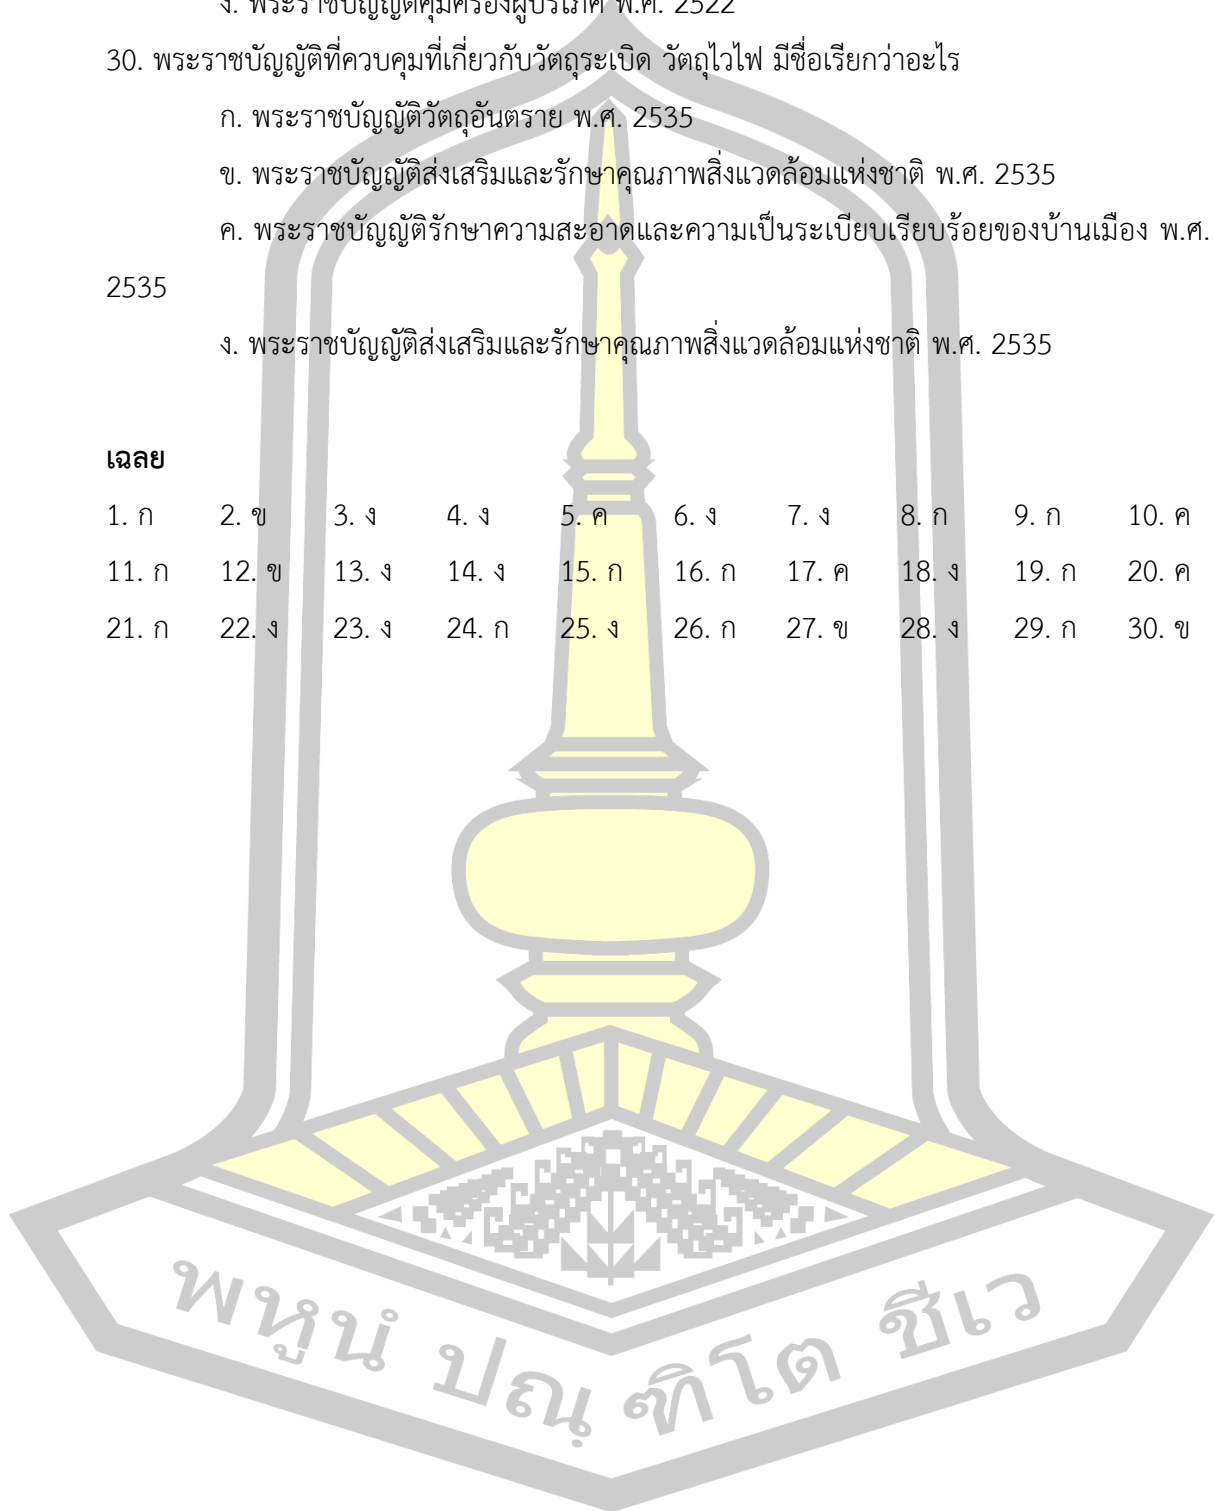 ง. พระราชบัญญัติคุ้มครองผู้บริโภค พ.ศ. 2522
30. พระราชบัญญัติที่ควบคุมที่เกี่ยวกับวัตถุระเบิด วัตถุไวไฟ มีชื่อเรียกว่าอะไร
ก. พระราชบัญญัติวัตถุอันตราย พ.ศ. 2535
ข. พระราชบัญญัติส่งเสริมและรักษาคุณภาพสิ่งแวดล้อมแห่งชาติ พ.ศ. 2535
ค. พระราชบัญญัติรักษาความสะอาดและความเป็นระเบียบเรียบร้อยของบ้านเมือง พ.ศ.
2535
ง. พระราชบัญญัติส่งเสริมและรักษาคุณภาพสิ่งแวดล้อมแห่งชาติ พ.ศ. 2535
เฉลย
1. ก 2. ข 3. ง 4. ง 5. ค 6. ง 7. ง 8. ก 9. ก 10. ค
11. ก 12. ข 13. ง 14. ง 15. ก 16. ก 17. ค 18. ง 19. ก 20. ค
21. ก 22. ง 23. ง 24. ก 25. ง 26. ก 27. ข 28. ง 29. ก 30. ข
พหูนํ ปณฺฑิโต ชีเว